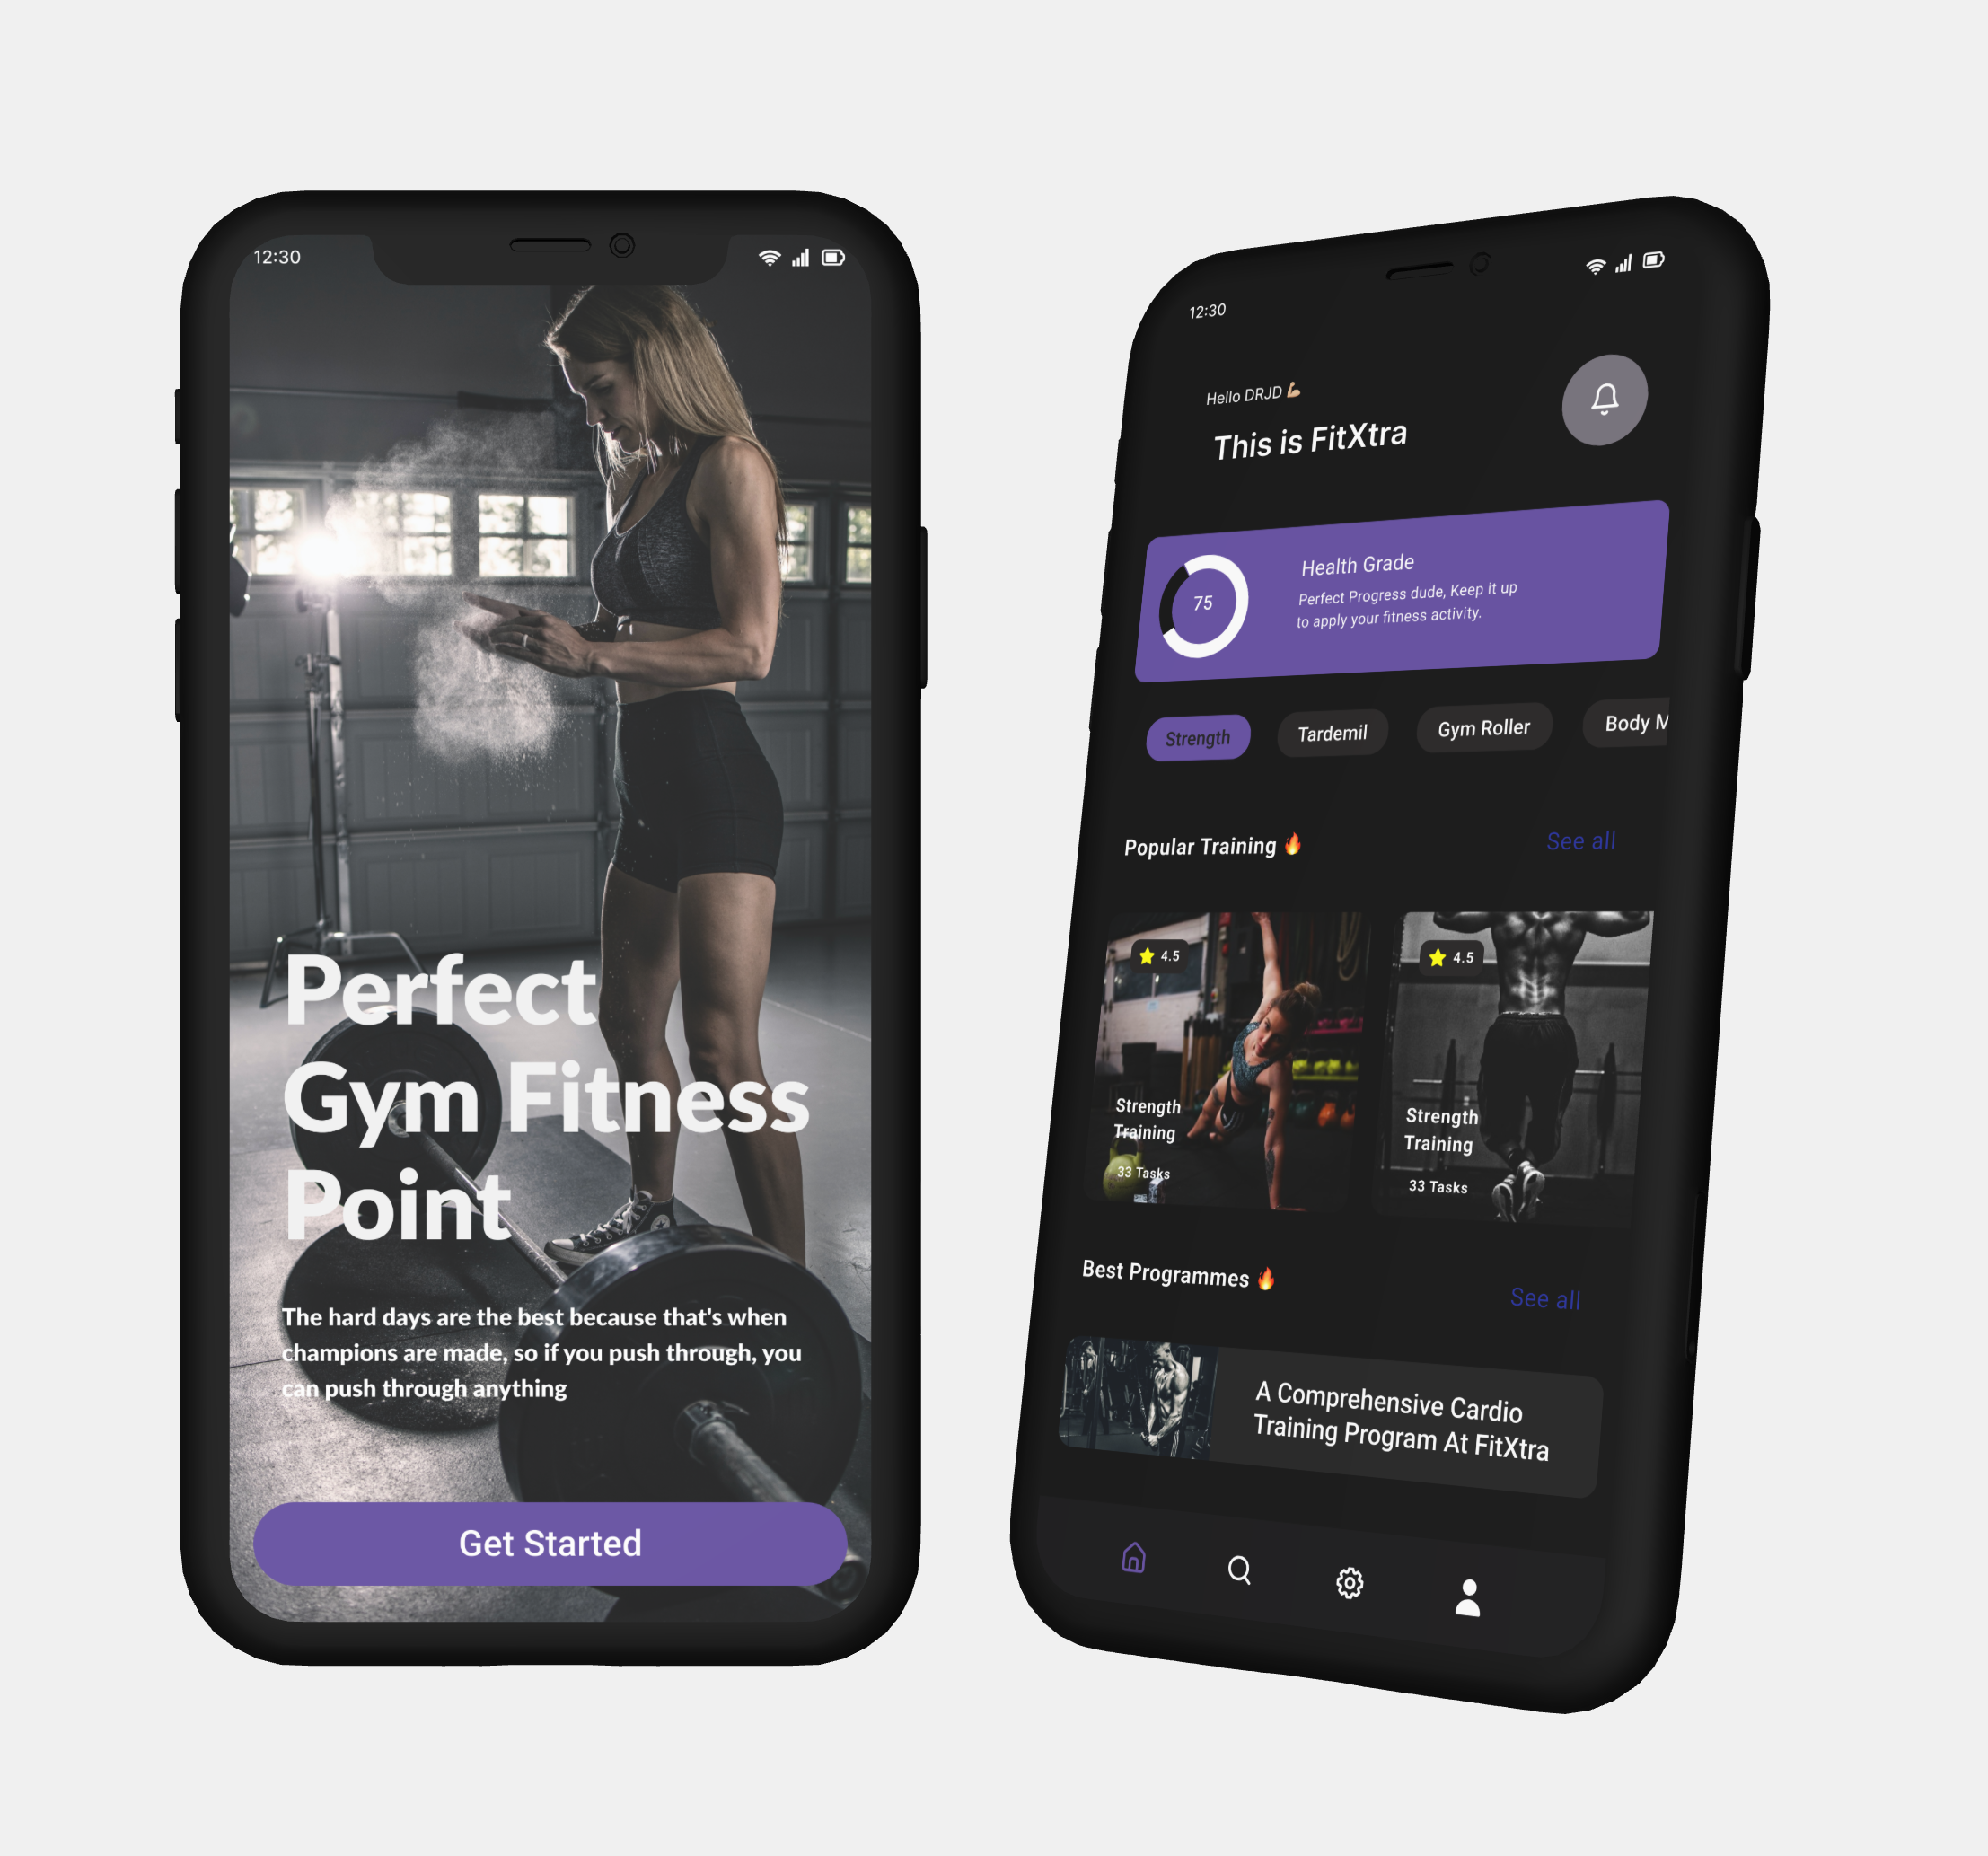 12:30
Perfect
Gym Fitness
Point
The hard days are the best because that's when
champions are made, so if you push through, you
can push through anything
Get Started
12:30
Hello DRJD 💪🏼
This is FitXtra
75
Health Grade
Perfect Progress dude, Keep it up
to apply your fitness activity.
Strength
Tardemil
Gym Roller
Body M
Popular Training 🔥
See all
4.5
Strength
Training
33 Tasks
4.5
Strength
Training
33 Tasks
Best Programmes 🔥
See all
A Comprehensive Cardio
Training Program At FitXtra